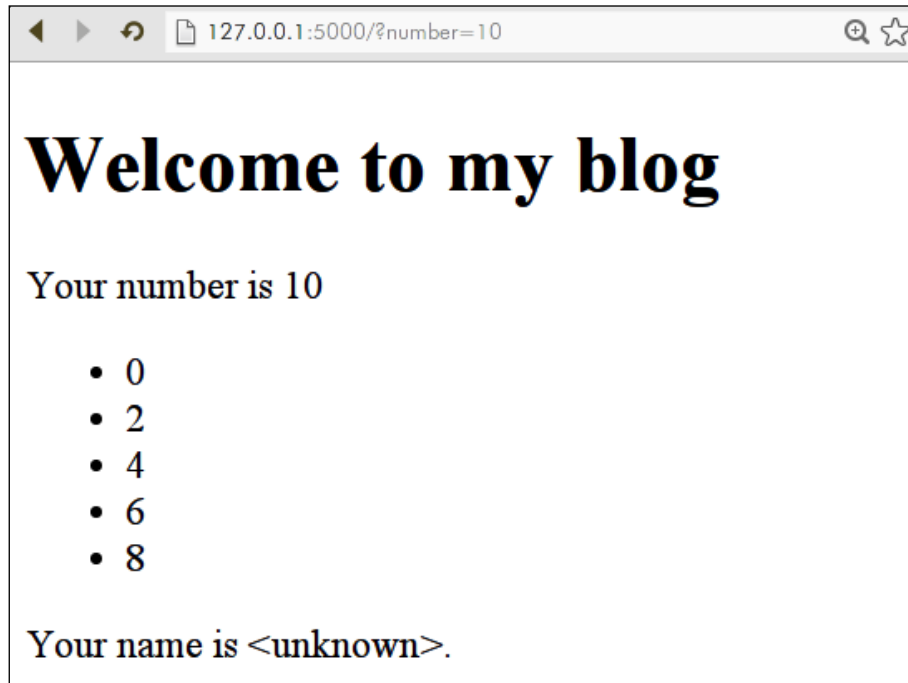 127.0.0.1:5000/?number=10
Welcome to my blog
Your number is 10
• 0
• 2
• 4
• 6
• 8
Your name is <unknown>.